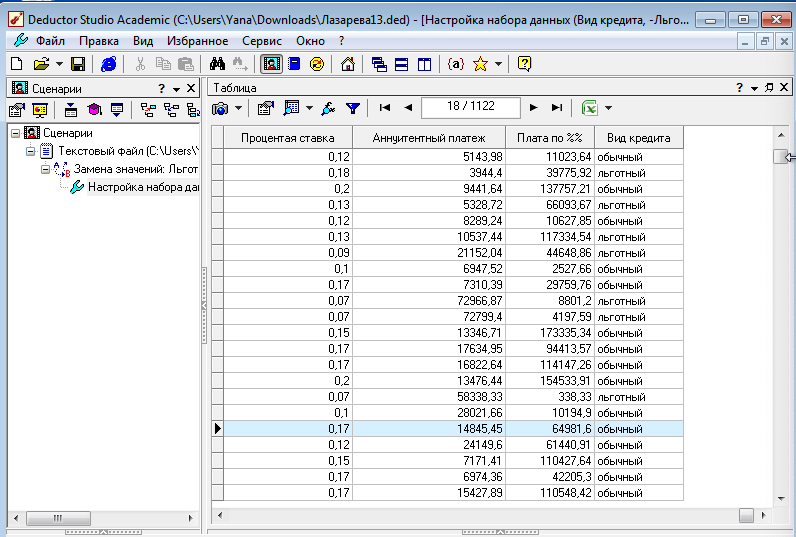 Deductor Studio Academic (C:\Users\Yana\Downloads\Лазарева13.ded) - [Настройка набора данных (Вид кредита, -Льго...
Файл Правка Вид Избранное Сервис Окно ?
Сценарии ?
Сценарии
Текстовый файл (C:\Users\
Замена значений: Льгот
Настройка набора да
Таблица ?
18 / 1122
Процентая ставка Аннуитентный платеж Плата по %% Вид кредита
0,12 5143,98 11023,64 обычный
0,18 3944,4 39775,92 льготный
0,2 9441,64 137757,21 обычный
0,13 5328,72 66093,67 льготный
0,12 8289,24 10627,85 обычный
0,13 10537,44 117334,54 льготный
0,09 21152,04 44648,86 льготный
0,1 6947,52 2527,66 обычный
0,17 7310,39 29759,76 обычный
0,07 72966,87 8801,2 льготный
0,07 72799,4 4197,59 льготный
0,15 13346,71 173335,34 обычный
0,17 17634,95 94413,57 обычный
0,17 16822,64 114147,26 обычный
0,2 13476,44 154533,91 обычный
0,07 58338,33 338,33 льготный
0,1 28021,66 10194,9 обычный
0,17 14845,45 64981,6 обычный
0,12 24149,6 61440,91 обычный
0,15 7171,41 110427,64 обычный
0,17 6974,36 42205,3 обычный
0,17 15427,89 110548,42 обычный